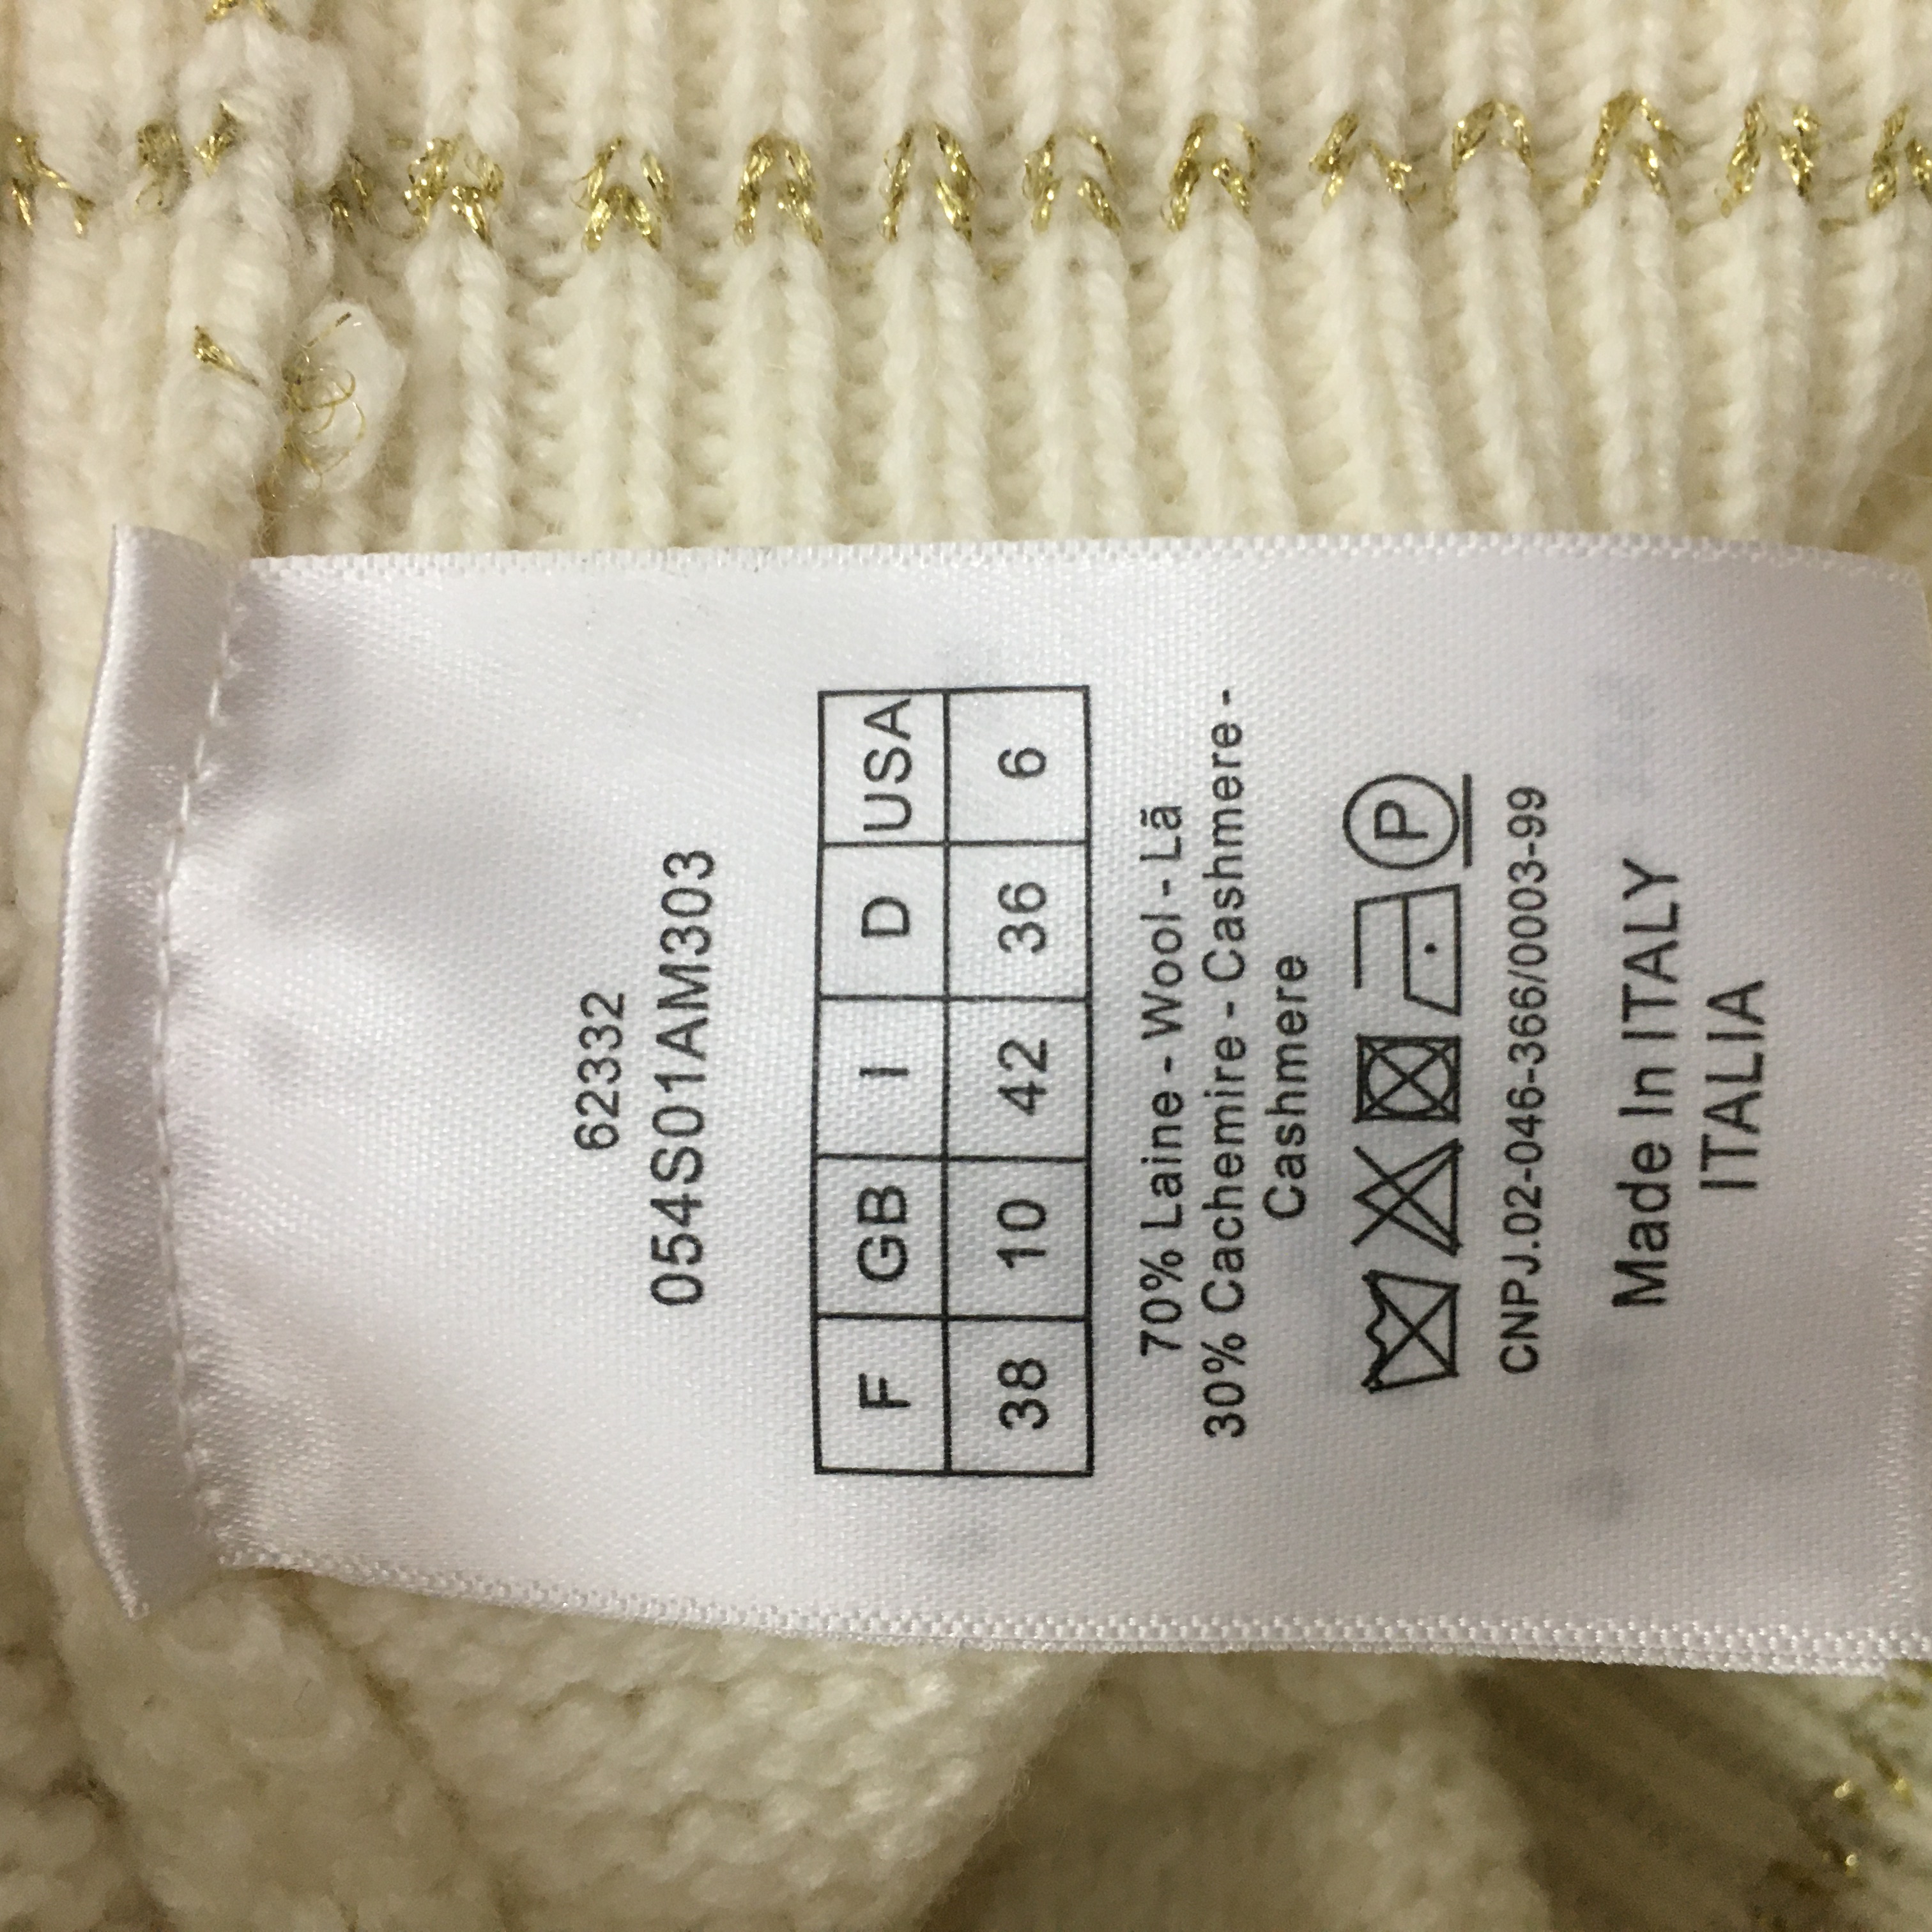 62332
054S01AM303
F GB I D USA
38 10 42 36 6
70% Laine - Wool - Lã
30% Cachemire - Cashmere -
Cashmere
P
CNPJ.02-046-366/0003-99
Made In ITALY
ITALIA